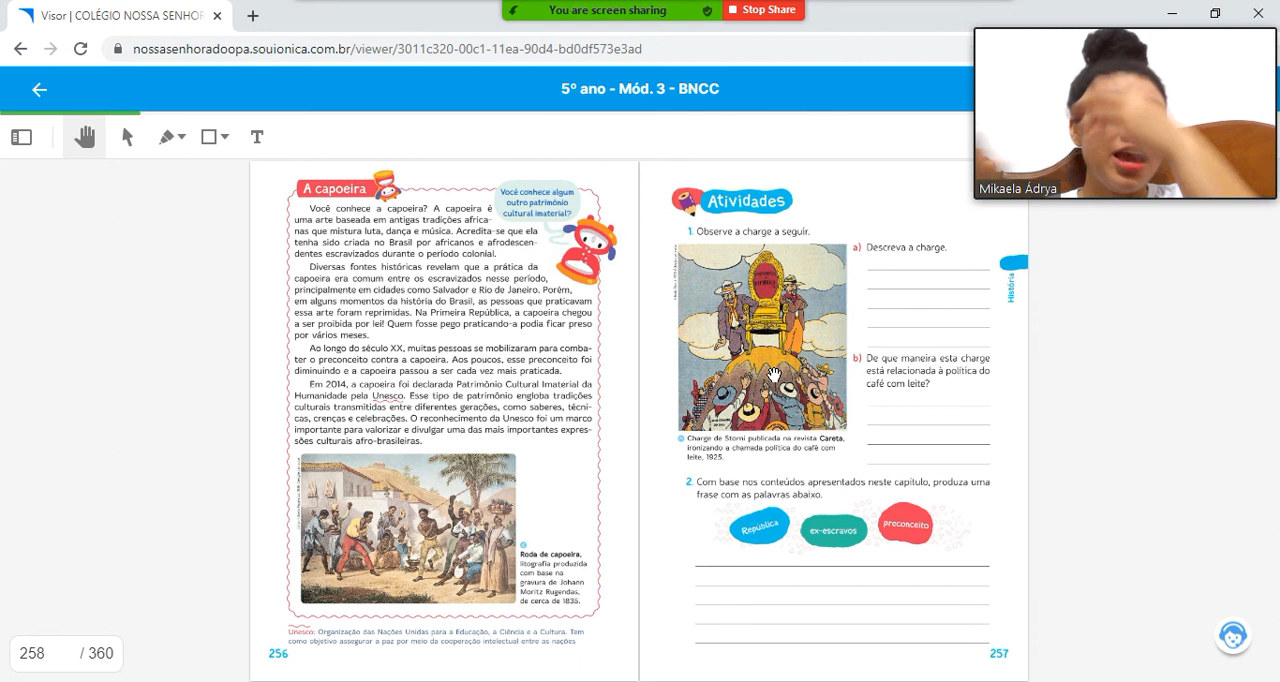 Visor | COLÉGIO NOSSA SENHOR
You are screen sharing
Stop Share
nossasenhoradoopa.souionica.com.br/viewer/3011c320-00c1-11ea-90d4-bd0df573e3ad
5º ano - Mód. 3 - BNCC
Mikaela Ádrya
T
A capoeira
Você conhece algum
outro patrimônio
cultural imaterial?
Você conhece a capoeira? A capoeira é
uma arte baseada em antigas tradições africa-
nas que mistura luta, dança e música. Acredita-se que ela
tenha sido criada no Brasil por africanos e afrodescen-
dentes escravizados durante o período colonial.
Diversas fontes históricas revelam que a prática da
capoeira era comum entre os escravizados nesse período,
principalmente em cidades como Salvador e Rio de Janeiro. Porém,
em alguns momentos da história do Brasil, as pessoas que praticavam
essa arte foram reprimidas. Na Primeira República, a capoeira chegou
a ser proibida por lei! Quem fosse pego praticando-a podia ficar preso
por vários meses.
Ao longo do século XX, muitas pessoas se mobilizaram para comba-
ter o preconceito contra a capoeira. Aos poucos, esse preconceito foi
diminuindo e a capoeira passou a ser cada vez mais praticada.
Em 2014, a capoeira foi declarada Patrimônio Cultural Imaterial da
Humanidade pela Unesco. Esse tipo de patrimônio engloba tradições
culturais transmitidas entre diferentes gerações, como saberes, técni-
cas, crenças e celebrações. O reconhecimento da Unesco foi um marco
importante para valorizar e divulgar uma das mais importantes expres-
sões culturais afro-brasileiras.
Roda de capoeira,
litografia produzida
com base na
gravura de Johann
Moritz Rugendas,
de cerca de 1835.
Unesco: Organização das Nações Unidas para a Educação, a Ciência e a Cultura. Tem
como objetivo assegurar a paz por meio da cooperação intelectual entre as nações
256
Atividades
1. Observe a charge a seguir.
a) Descreva a charge.
História
b) De que maneira esta charge
está relacionada à política do
café com leite?
Charge de Storni publicada na revista Careta,
ironizando a chamada política do café com
leite, 1925.
2. Com base nos conteúdos apresentados neste capítulo, produza uma
frase com as palavras abaixo.
República
ex-escravos
preconceito
257
258 / 360